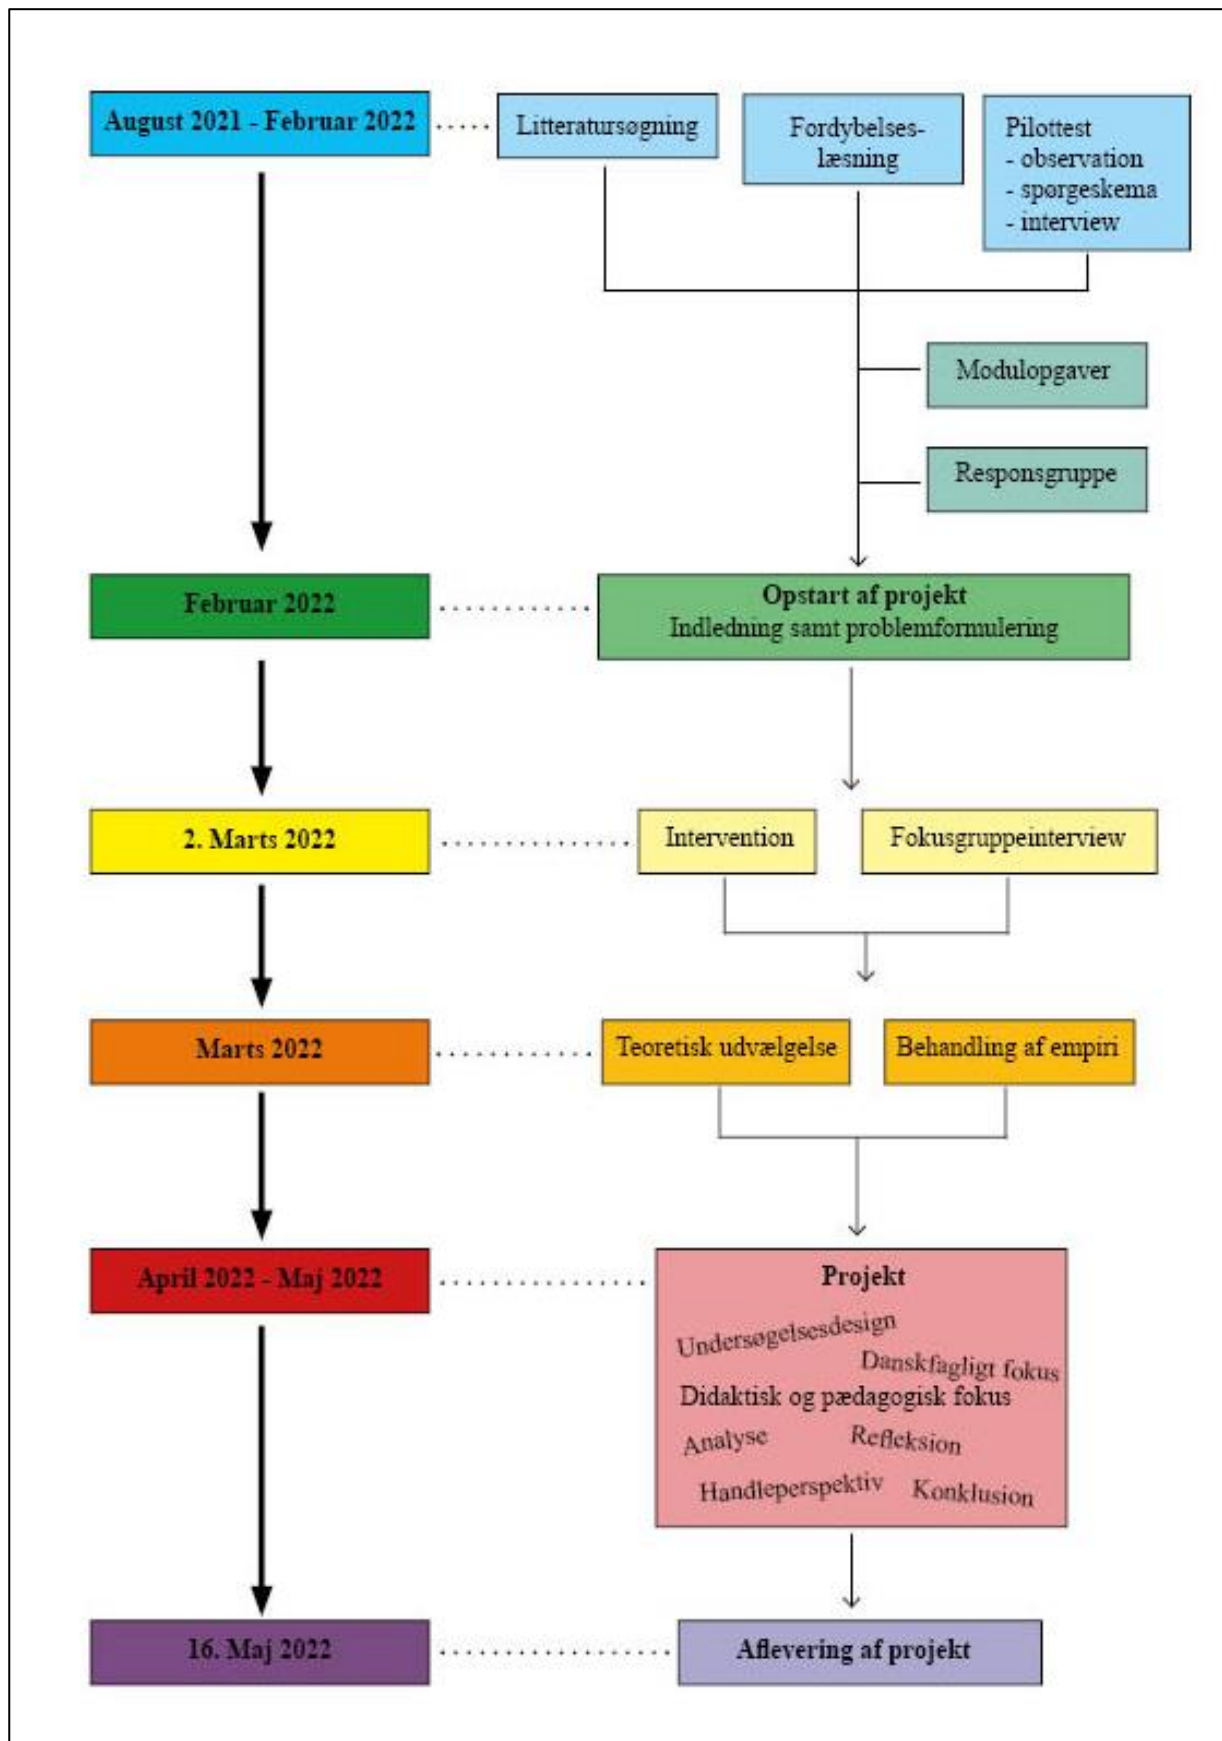 August 2021 - Februar 2022
Litteratursøgning
Fordybelses-
læsning
Pilottest
- observation
- spørgeskema
- interview
Modulopgaver
Responsgruppe
Februar 2022
Opstart af projekt
Indledning samt problemformulering
2. Marts 2022
Intervention
Fokusgruppeinterview
Marts 2022
Teoretisk udvælgelse
Behandling af empiri
April 2022 - Maj 2022
Projekt
Undersøgelsesdesign
Danskfagligt fokus
Didaktisk og pædagogisk fokus
Analyse
Refleksion
Handleperspektiv
Konklusion
16. Maj 2022
Aflevering af projekt